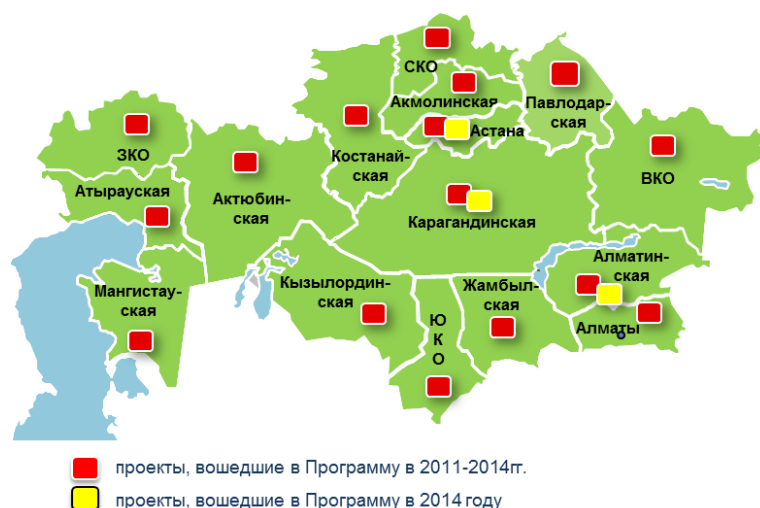 СКО
Акмолинская
Павлодар-
ская
Астана
ЗКО
Костанай-
ская
ВКО
Атырауская
Актюбин-
ская
Карагандинская
Алматин-
ская
Мангистау-
ская
Кызылордин-
ская
Жамбыл-
ская
Ю
К
О
Алматы
проекты, вошедшие в Программу в 2011-2014гг.
проекты, вошедшие в Программу в 2014 году